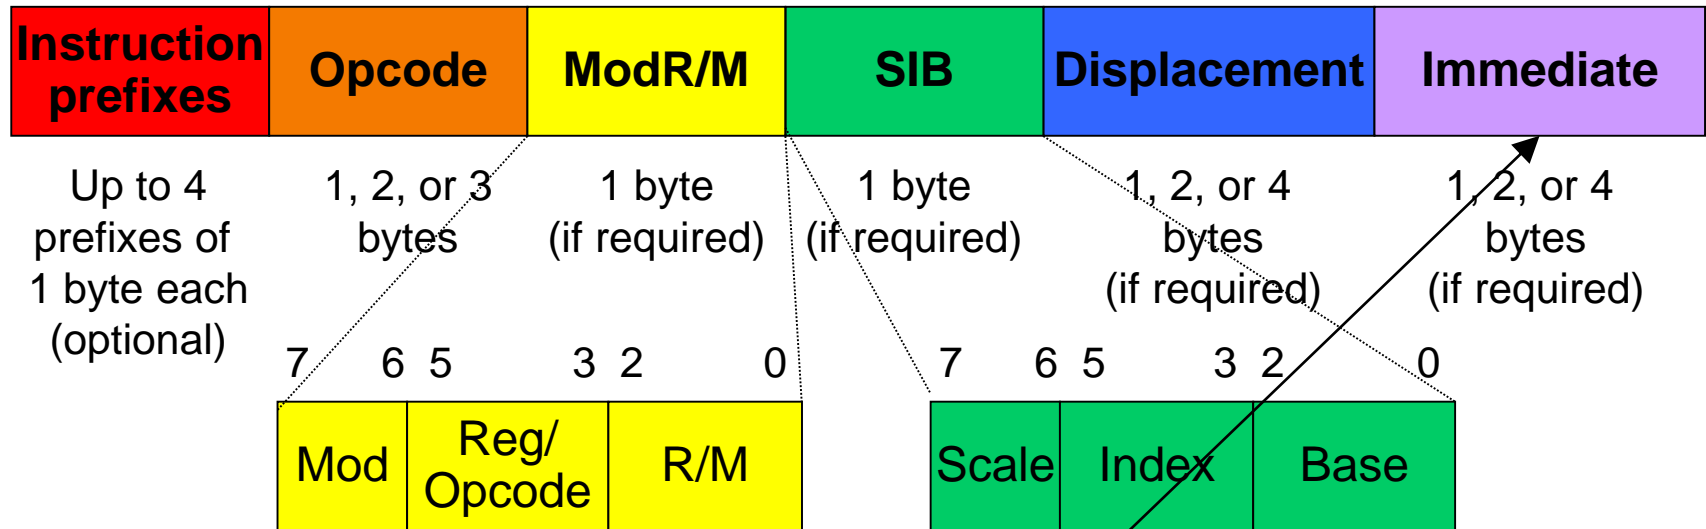 Instruction
prefixes
Opcode
ModR/M
SIB
Displacement
Immediate
Up to 4
prefixes of
1 byte each
(optional)
1, 2, or 3
bytes
1 byte
(if required)
1 byte
(if required)
1, 2, or 4
bytes
(if required)
1, 2, or 4
bytes
(if required)
7 6 5 3 2 0
Mod
Reg/
Opcode
R/M
7 6 5 3 2 0
Scale
Index
Base